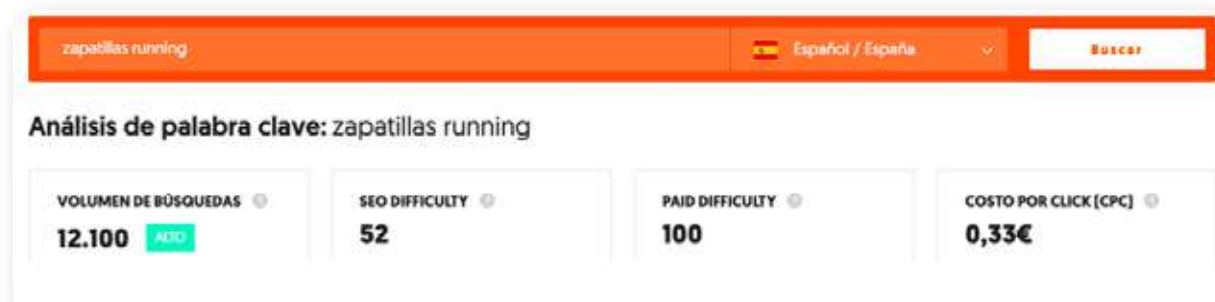 zapatillas running
Español / España
Buscar
Análisis de palabra clave: zapatillas running
VOLUMEN DE BÚSQUEDAS
12.100 ALTO
SEO DIFFICULTY
52
PAID DIFFICULTY
100
COSTO POR CLICK [CPC]
0,33€